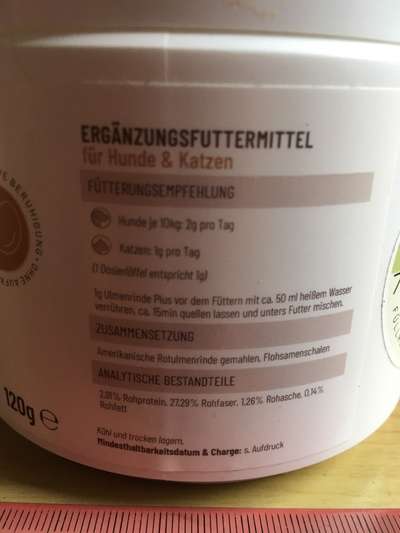 ERGÄNZUNGSFUTTERMITTEL
für Hunde & Katzen
FÜTTERUNGSEMPFEHLUNG
Hunde je 10kg: 2g pro Tag
Katzen: 1g pro Tag
(1 Dosierlöffel entspricht 1g)
1g Ulmenrinde Plus vor dem Füttern mit ca. 50 ml heißem Wasser
verrühren, ca. 15min quellen lassen und unters Futter mischen.
ZUSAMMENSETZUNG
Amerikanische Rotulmenrinde gemahlen, Flohsamenschalen
ANALYTISCHE BESTANDTEILE
Rohprotein, 27,29% Rohfaser, 1,26% Rohasche, 0,14%
Rohfett
Kühl und trocken lagern.
Mindesthaltbarkeitsdatum & Charge: s. Aufdruck
120g e
BERUHIGUNG • OHNE